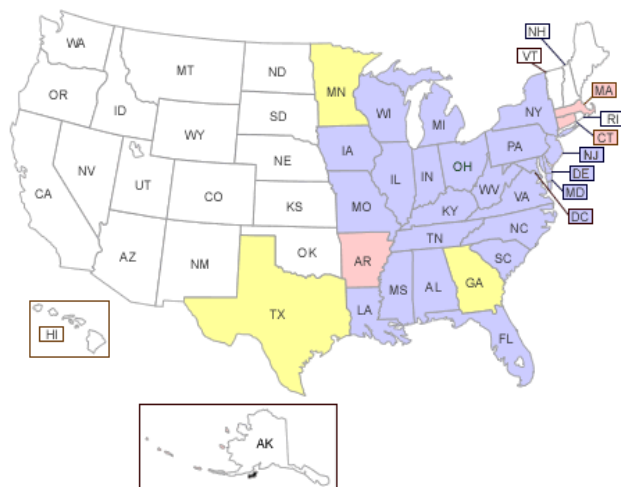 NH
WA
VT
MT
ND
MN
OR
MA
ID
SD
WI
NY
RI
WY
MI
CT
IA
PA
NJ
NE
NV
OH
DE
IL
IN
UT
MD
WV
CO
VA
CA
KS
MO
KY
DC
NC
TN
OK
AZ
NM
AR
SC
MS
AL
GA
TX
LA
HI
FL
AK